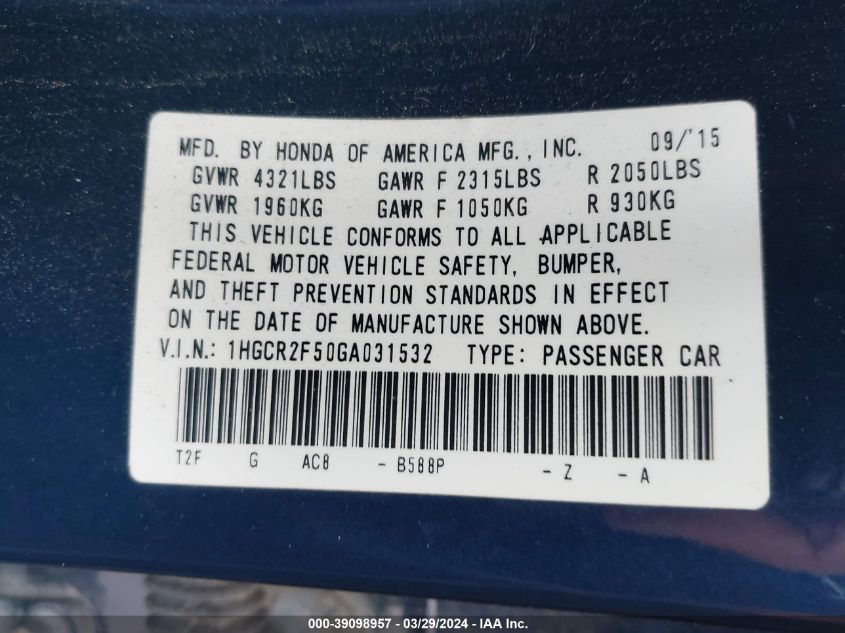 MFD. BY HONDA OF AMERICA MFG., INC. 09/'15
GVWR 4321LBS GAWR F 2315LBS R 2050LBS
GVWR 1960KG GAWR F 1050KG R 930KG
THIS VEHICLE CONFORMS TO ALL APPLICABLE
FEDERAL MOTOR VEHICLE SAFETY, BUMPER,
AND THEFT PREVENTION STANDARDS IN EFFECT
ON THE DATE OF MANUFACTURE SHOWN ABOVE.
V.I.N.: 1HGCR2F50GA031532 TYPE: PASSENGER CAR
T2F G AC8 - B588P - Z - A
000-39098957 - 03/29/2024 - IAA Inc.